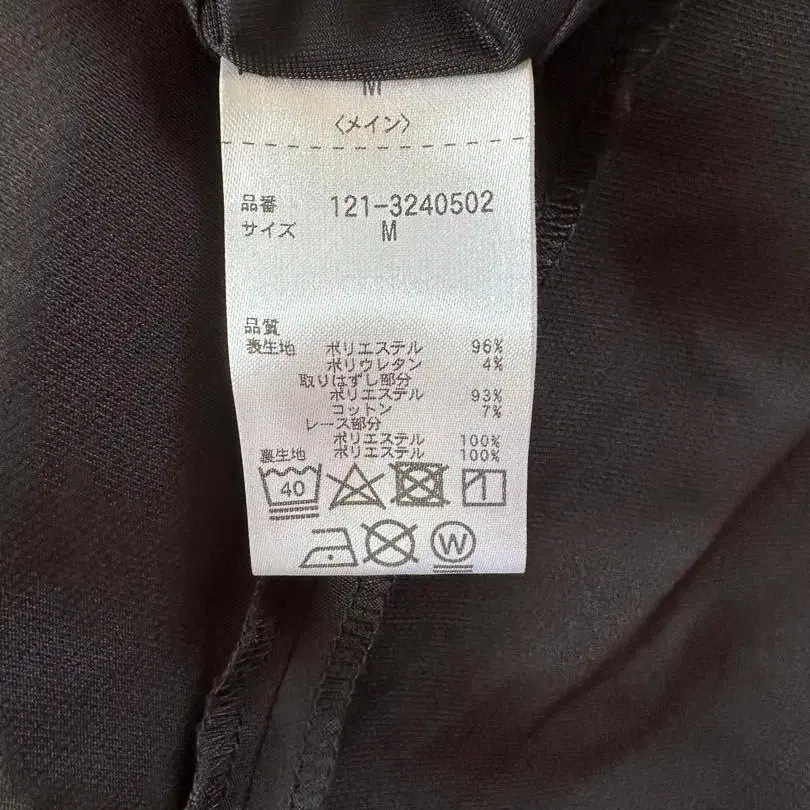 M
〈メイン〉
品番 121-3240502
サイズ M
品質
表生地 ポリエステル 96%
ポリウレタン 4%
取りはずし部分
ポリエステル 93%
コットン 7%
レース部分
ポリエステル 100%
裏生地 ポリエステル 100%
40
W